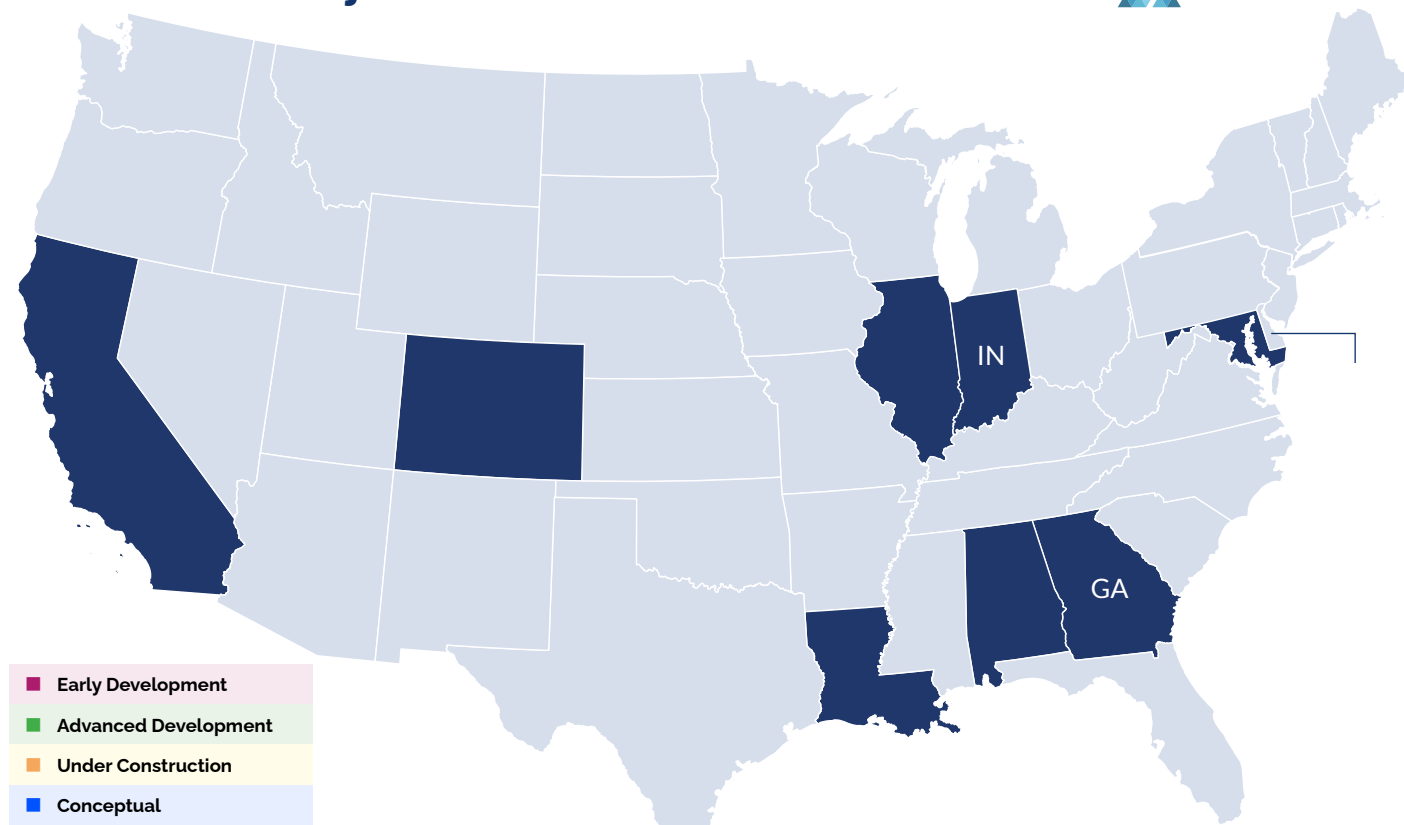 IN
GA
Early Development
Advanced Development
Under Construction
Conceptual